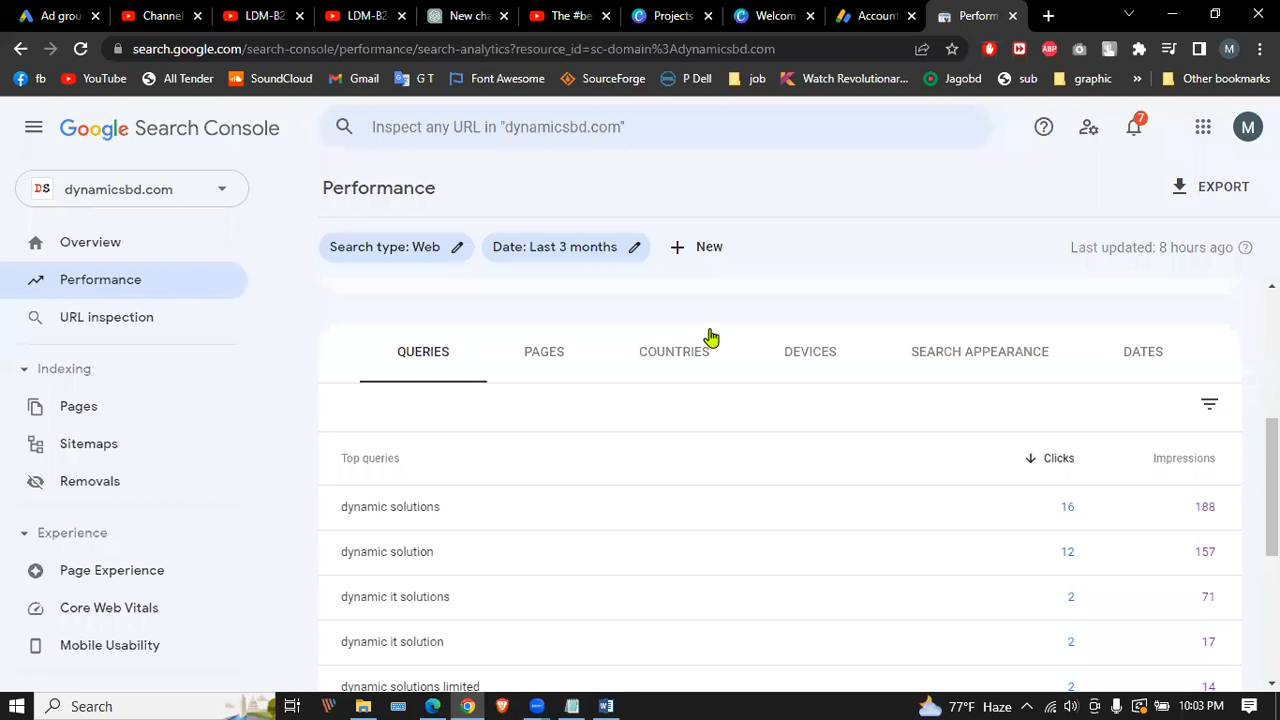 Ad group
Channel
LDM-B2
LDM-B2
New cha
The #be
Projects
Welcom
Account
Perform
search.google.com/search-console/performance/search-analytics?resource_id=sc-domain%3Adynamicsbd.com
M
fb
YouTube
All Tender
SoundCloud
Gmail
G T
Font Awesome
SourceForge
P Dell
job
Watch Revolutionar...
Jagobd
sub
graphic
»
Other bookmarks
Google Search Console
Inspect any URL in "dynamicsbd.com"
7
M
DS dynamicsbd.com
Performance
EXPORT
Overview
Search type: Web
Date: Last 3 months
New
Last updated: 8 hours ago
Performance
URL inspection
QUERIES
PAGES
COUNTRIES
DEVICES
SEARCH APPEARANCE
DATES
Indexing
Pages
Sitemaps
Removals
Top queries
Clicks
Impressions
dynamic solutions 16 188
Experience
dynamic solution 12 157
Page Experience
Core Web Vitals
dynamic it solutions 2 71
Mobile Usability
dynamic it solution 2 17
dynamic solutions limited 2 14
Search
77°F Haze
10:03 PM